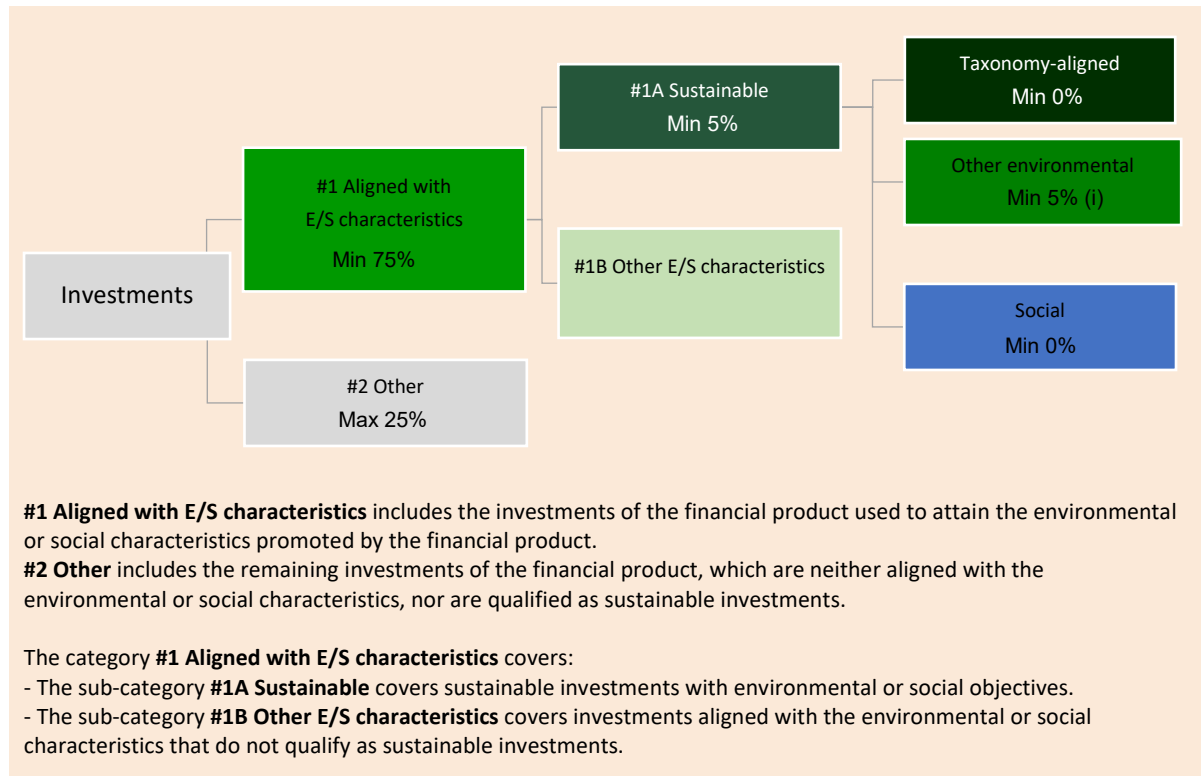 Investments
#1 Aligned with
E/S characteristics
Min 75%
#2 Other
Max 25%
#1A Sustainable
Min 5%
#1B Other E/S characteristics
Taxonomy-aligned
Min 0%
Other environmental
Min 5% (i)
Social
Min 0%
#1 Aligned with E/S characteristics includes the investments of the financial product used to attain the environmental
or social characteristics promoted by the financial product.
#2 Other includes the remaining investments of the financial product, which are neither aligned with the
environmental or social characteristics, nor are qualified as sustainable investments.
The category #1 Aligned with E/S characteristics covers:
- The sub-category #1A Sustainable covers sustainable investments with environmental or social objectives.
- The sub-category #1B Other E/S characteristics covers investments aligned with the environmental or social
characteristics that do not qualify as sustainable investments.